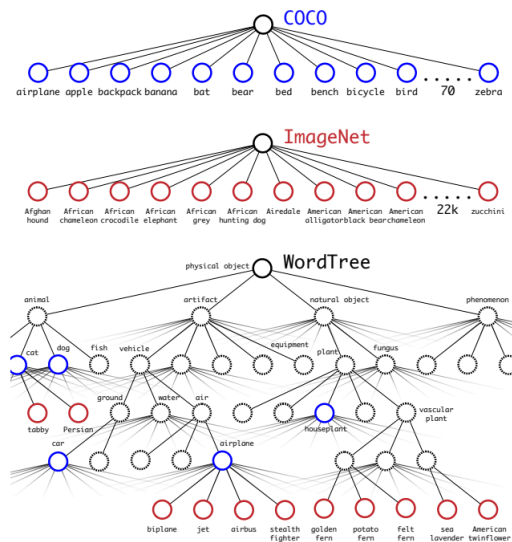 COCO
airplane apple backpack banana bat bear bed bench bicycle bird 70 zebra
ImageNet
Afghan hound
African chameleon
African crocodile
African elephant
African grey
African hunting dog
Airedale
American alligator
American black bear
American chameleon
22k
zucchini
WordTree
physical object
animal artifact natural object phenomenon
cat dog fish vehicle equipment plant fungus
tabby Persian ground water air houseplant vascular plant
car airplane
biplane jet airbus stealth fighter golden fern potato fern felt fern sea lavender American twinflower